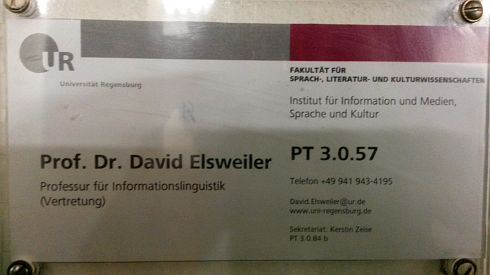 UR
Universität Regensburg
FAKULTÄT FÜR
SPRACH-, LITERATUR- UND KULTURWISSENSCHAFTEN
Institut für Information und Medien,
Sprache und Kultur
Prof. Dr. David Elsweiler
Professur für Informationslinguistik
(Vertretung)
PT 3.0.57
Telefon +49 941 943-4195
David.Elsweiler@ur.de
www.uni-regensburg.de
Sekretariat: Kerstin Zeise
PT 3.0.84 b